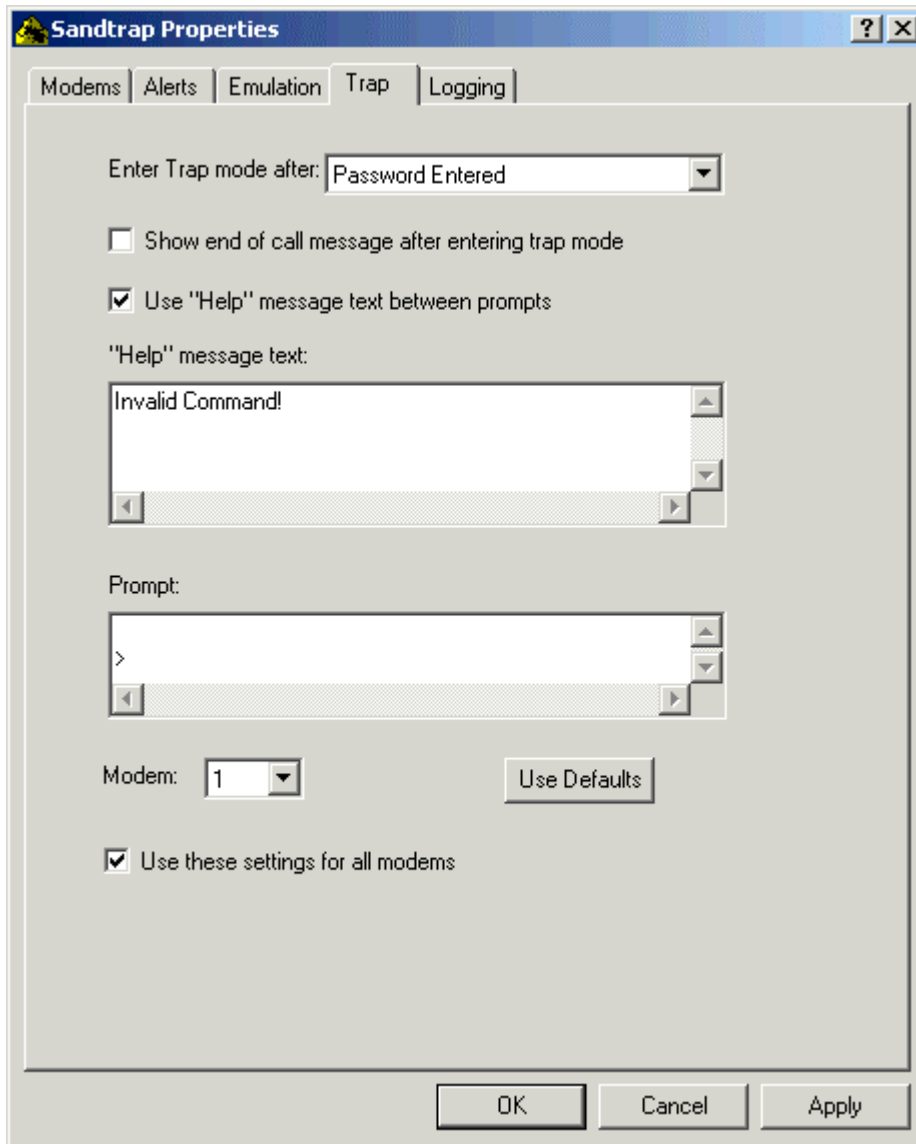 Sandtrap Properties
Modems Alerts Emulation Trap Logging
Enter Trap mode after: Password Entered
Show end of call message after entering trap mode
Use "Help" message text between prompts
"Help" message text:
Invalid Command!
Prompt:
>
Modem: 1 Use Defaults
Use these settings for all modems
OK Cancel Apply